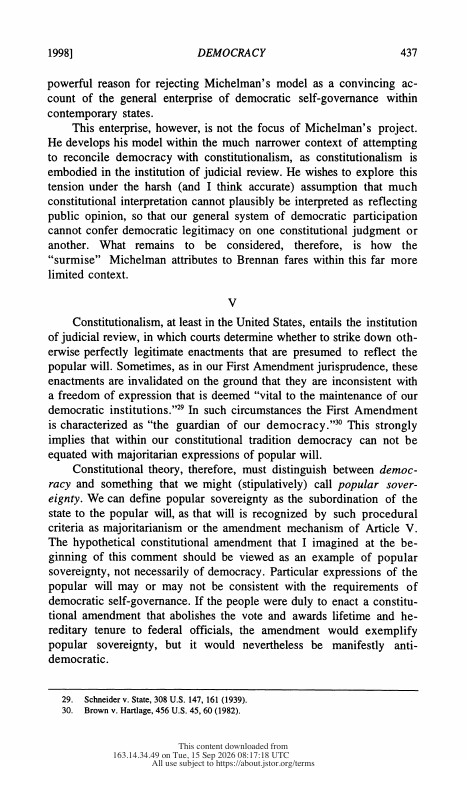 1998] DEMOCRACY 437
powerful reason for rejecting Michelman's model as a convincing ac-
count of the general enterprise of democratic self-governance within
contemporary states.
This enterprise, however, is not the focus of Michelman's project.
He develops his model within the much narrower context of attempting
to reconcile democracy with constitutionalism, as constitutionalism is
embodied in the institution of judicial review. He wishes to explore this
tension under the harsh (and I think accurate) assumption that much
constitutional interpretation cannot plausibly be interpreted as reflecting
public opinion, so that our general system of democratic participation
cannot confer democratic legitimacy on one constitutional judgment or
another. What remains to be considered, therefore, is how the
"surmise" Michelman attributes to Brennan fares within this far more
limited context.
V
Constitutionalism, at least in the United States, entails the institution
of judicial review, in which courts determine whether to strike down oth-
erwise perfectly legitimate enactments that are presumed to reflect the
popular will. Sometimes, as in our First Amendment jurisprudence, these
enactments are invalidated on the ground that they are inconsistent with
a freedom of expression that is deemed "vital to the maintenance of our
democratic institutions."29 In such circumstances the First Amendment
is characterized as "the guardian of our democracy."30 This strongly
implies that within our constitutional tradition democracy can not be
equated with majoritarian expressions of popular will.
Constitutional theory, therefore, must distinguish between democ-
racy and something that we might (stipulatively) call popular sover-
eignty. We can define popular sovereignty as the subordination of the
state to the popular will, as that will is recognized by such procedural
criteria as majoritarianism or the amendment mechanism of Article V.
The hypothetical constitutional amendment that I imagined at the be-
ginning of this comment should be viewed as an example of popular
sovereignty, not necessarily of democracy. Particular expressions of the
popular will may or may not be consistent with the requirements of
democratic self-governance. If the people were duly to enact a constitu-
tional amendment that abolishes the vote and awards lifetime and he-
reditary tenure to federal officials, the amendment would exemplify
popular sovereignty, but it would nevertheless be manifestly anti-
democratic.
29. Schneider v. State, 308 U.S. 147, 161 (1939).
30. Brown v. Hartlage, 456 U.S. 45, 60 (1982).
This content downloaded from
163.14.34.49 on Tue, 15 Sep 2026 08:17:18 UTC
All use subject to https://about.jstor.org/terms